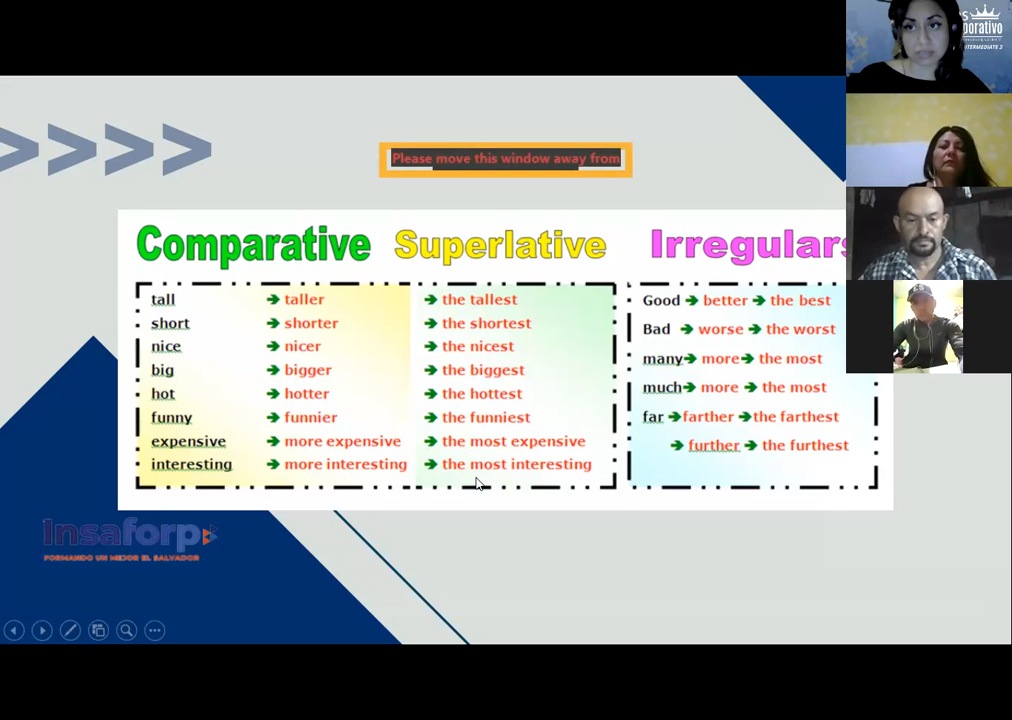 porativo
INTERMEDIATE 2
>>>>
Please move this window away from
Comparative Superlative Irregulars
tall → taller → the tallest
short → shorter → the shortest
nice → nicer → the nicest
big → bigger → the biggest
hot → hotter → the hottest
funny → funnier → the funniest
expensive → more expensive → the most expensive
interesting → more interesting → the most interesting
Good → better → the best
Bad → worse → the worst
many → more → the most
much → more → the most
far → farther → the farthest
→ further → the furthest
Insaforp
FORMANDO UN MEJOR EL SALVADOR